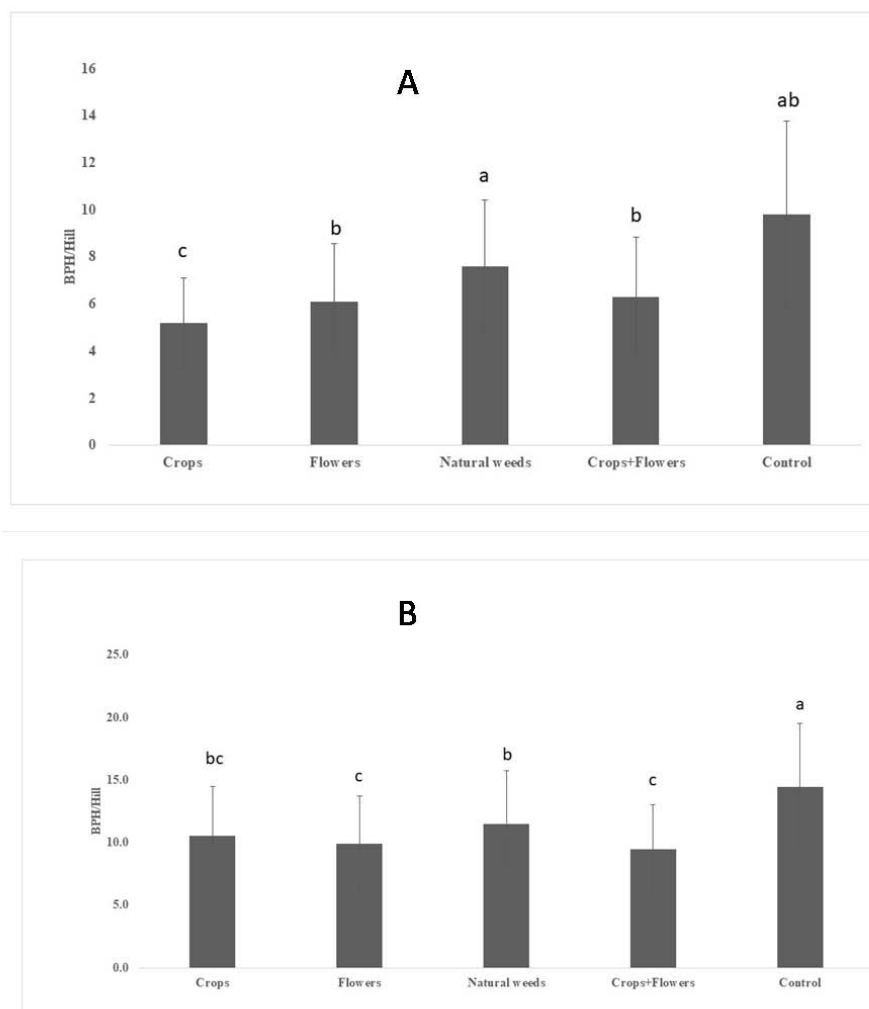 A
16
14
12
10
8
6
4
2
0
BPH/Hill
c
b
a
b
ab
Crops Flowers Natural weeds Crops+Flowers Control
B
25.0
20.0
15.0
10.0
5.0
0.0
BPH/Hill
bc
c
b
c
a
Crops Flowers Natural weeds Crops+Flowers Control